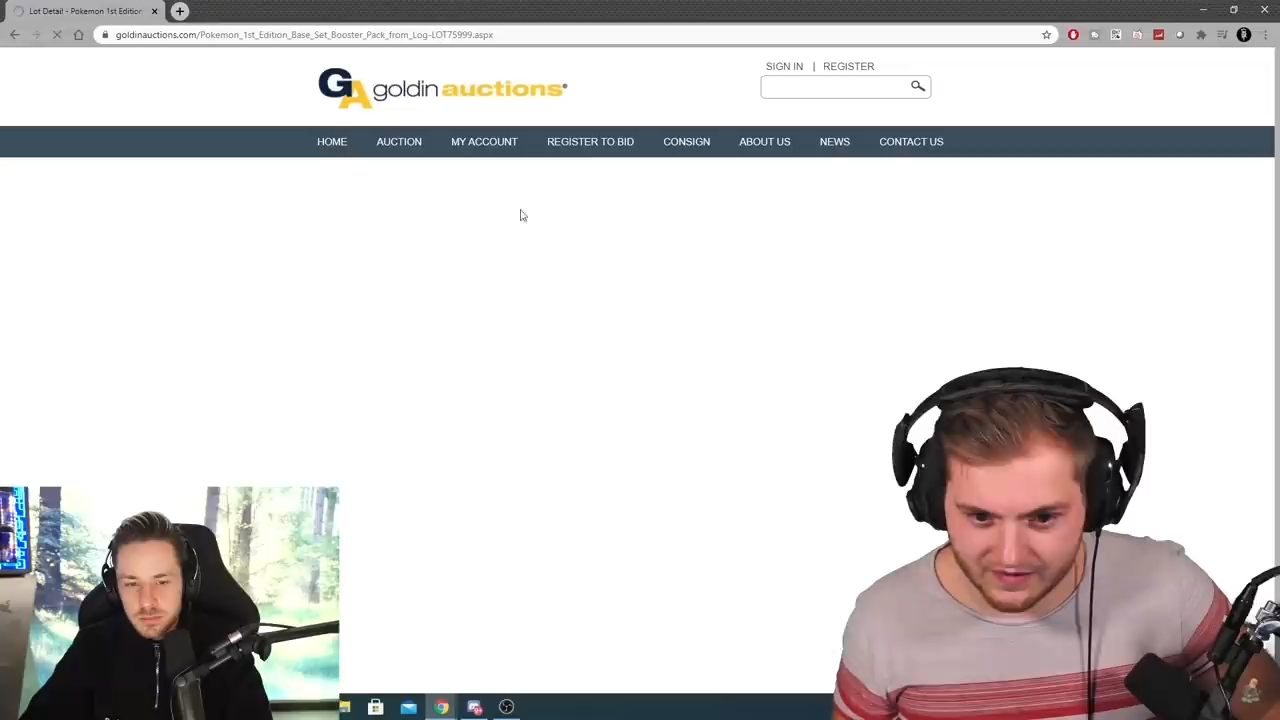 Lot Detail - Pokemon 1st Edition
goldinauctions.com/Pokemon_1st_Edition_Base_Set_Booster_Pack_from_Log-LOT75999.aspx
SIGN IN | REGISTER
GA goldin auctions®
HOME AUCTION MY ACCOUNT REGISTER TO BID CONSIGN ABOUT US NEWS CONTACT US